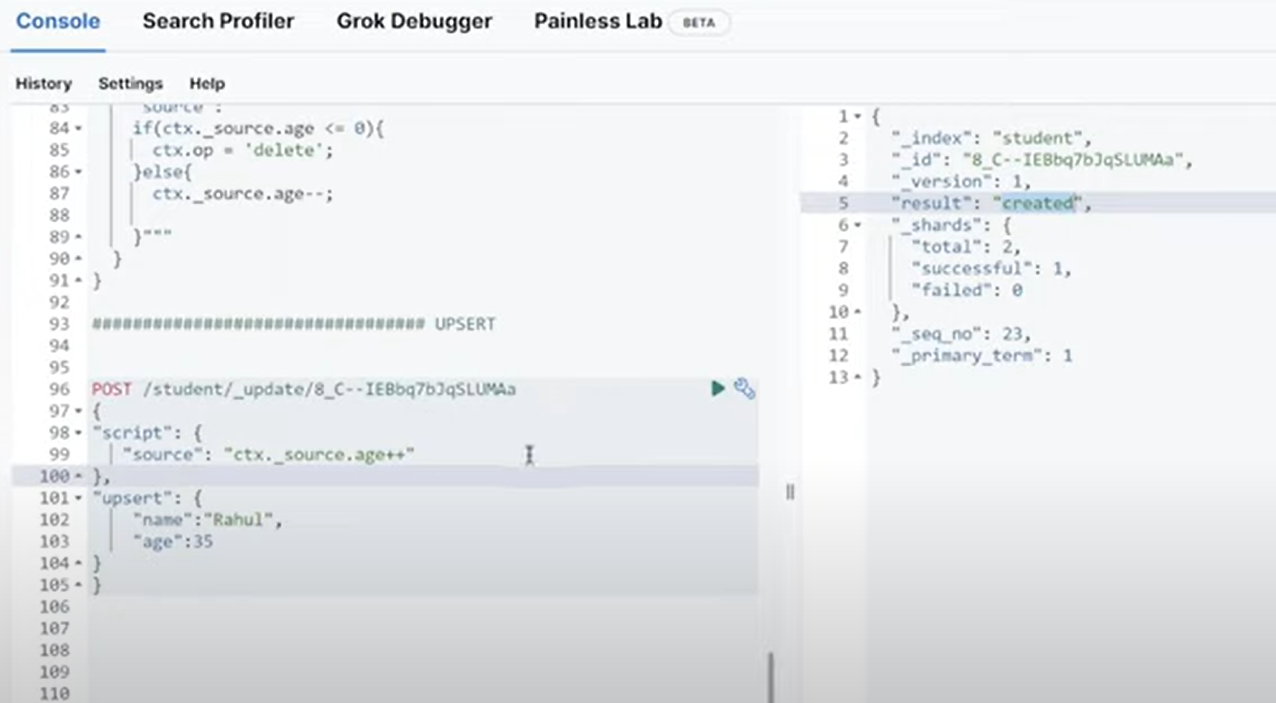 Console Search Profiler Grok Debugger Painless Lab BETA
History Settings Help
83 source :
84 if(ctx._source.age <= 0){
85 ctx.op = 'delete';
86 }else{
87 ctx._source.age--;
88
89 }"""
90 }
91 }
92
93 ################################# UPSERT
94
95
96 POST /student/_update/8_C--IEBbq7bJqSLUMAa
97 {
98 "script": {
99 "source": "ctx._source.age++"
100 },
101 "upsert": {
102 "name":"Rahul",
103 "age":35
104 }
105 }
106
107
108
109
110
1 {
2 "_index": "student",
3 "_id": "8_C--IEBbq7bJqSLUMAa",
4 "_version": 1,
5 "result": "created",
6 "_shards": {
7 "total": 2,
8 "successful": 1,
9 "failed": 0
10 },
11 "_seq_no": 23,
12 "_primary_term": 1
13 }